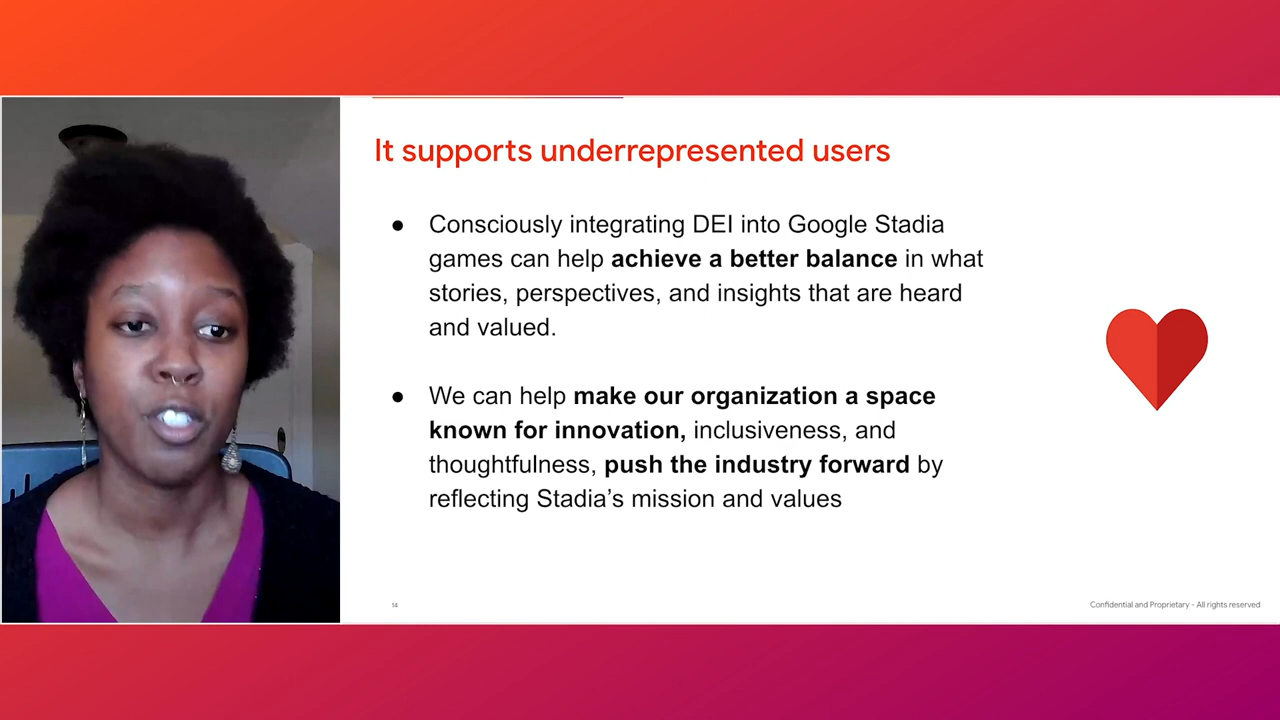 It supports underrepresented users
● Consciously integrating DEI into Google Stadia
games can help achieve a better balance in what
stories, perspectives, and insights that are heard
and valued.
● We can help make our organization a space
known for innovation, inclusiveness, and
thoughtfulness, push the industry forward by
reflecting Stadia’s mission and values
14
Confidential and Proprietary - All rights reserved